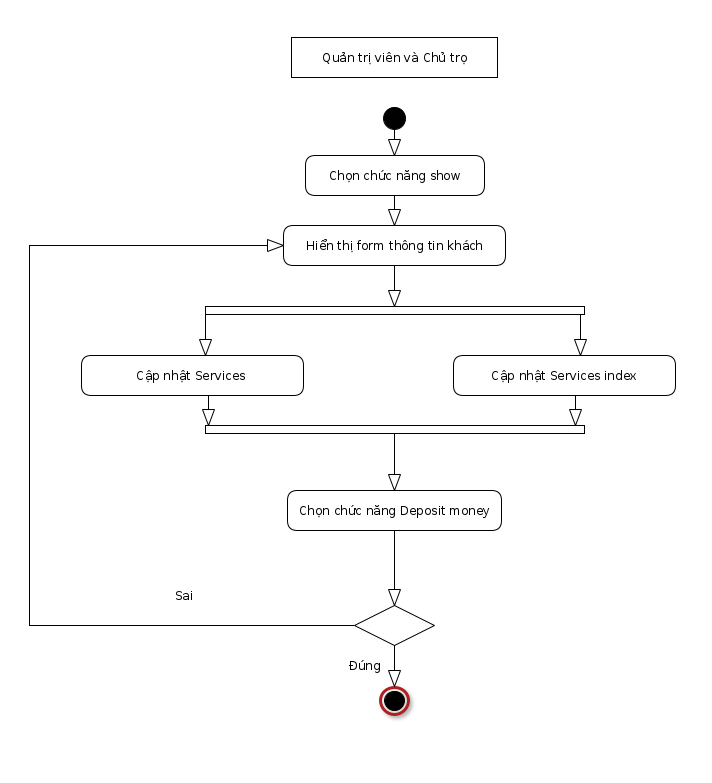 Quản trị viên và Chủ trọ
Chọn chức năng show
Hiển thị form thông tin khách
Cập nhật Services
Cập nhật Services index
Chọn chức năng Deposit money
Sai
Đúng